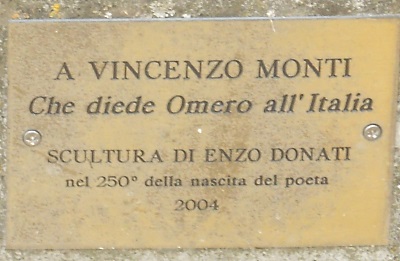 A VINCENZO MONTI
Che diede Omero all'Italia
SCULTURA DI ENZO DONATI
nel 250° della nascita del poeta
2004